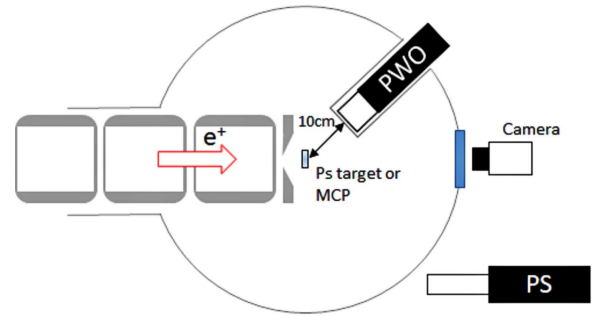 e+
10cm
PWO
Ps target or
MCP
Camera
PS